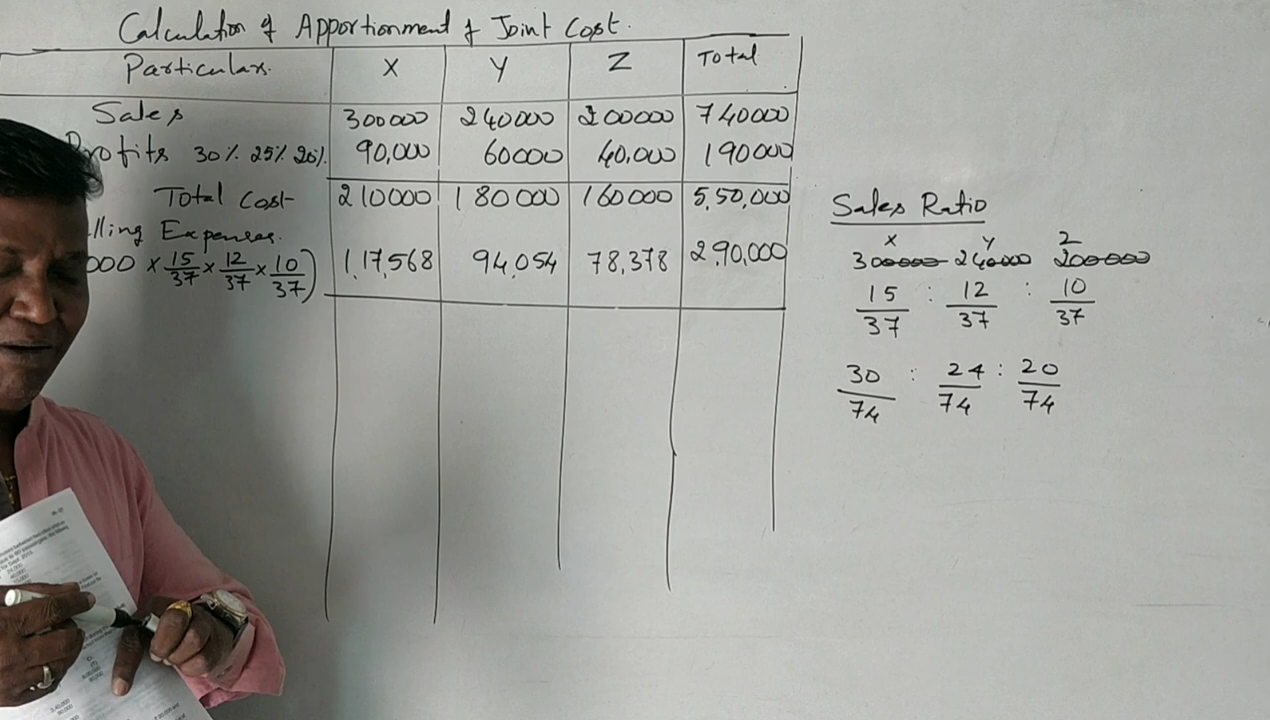 Calculation of Apportionment of Joint Cost.
Particulars. X Y Z Total
Sales 300000 240000 200000 740000
Profits 30% 25% 20% 90,000 60000 40,000 190000
Total Cost 210000 180000 160000 5,50,000
lling Expenses.
000 × 15/37 × 12/37 × 10/37) 1,17,568 94,054 78,378 2,90,000
Sales Ratio
X Y Z
300000 240000 200000
15/37 : 12/37 : 10/37
30/74 : 24/74 : 20/74